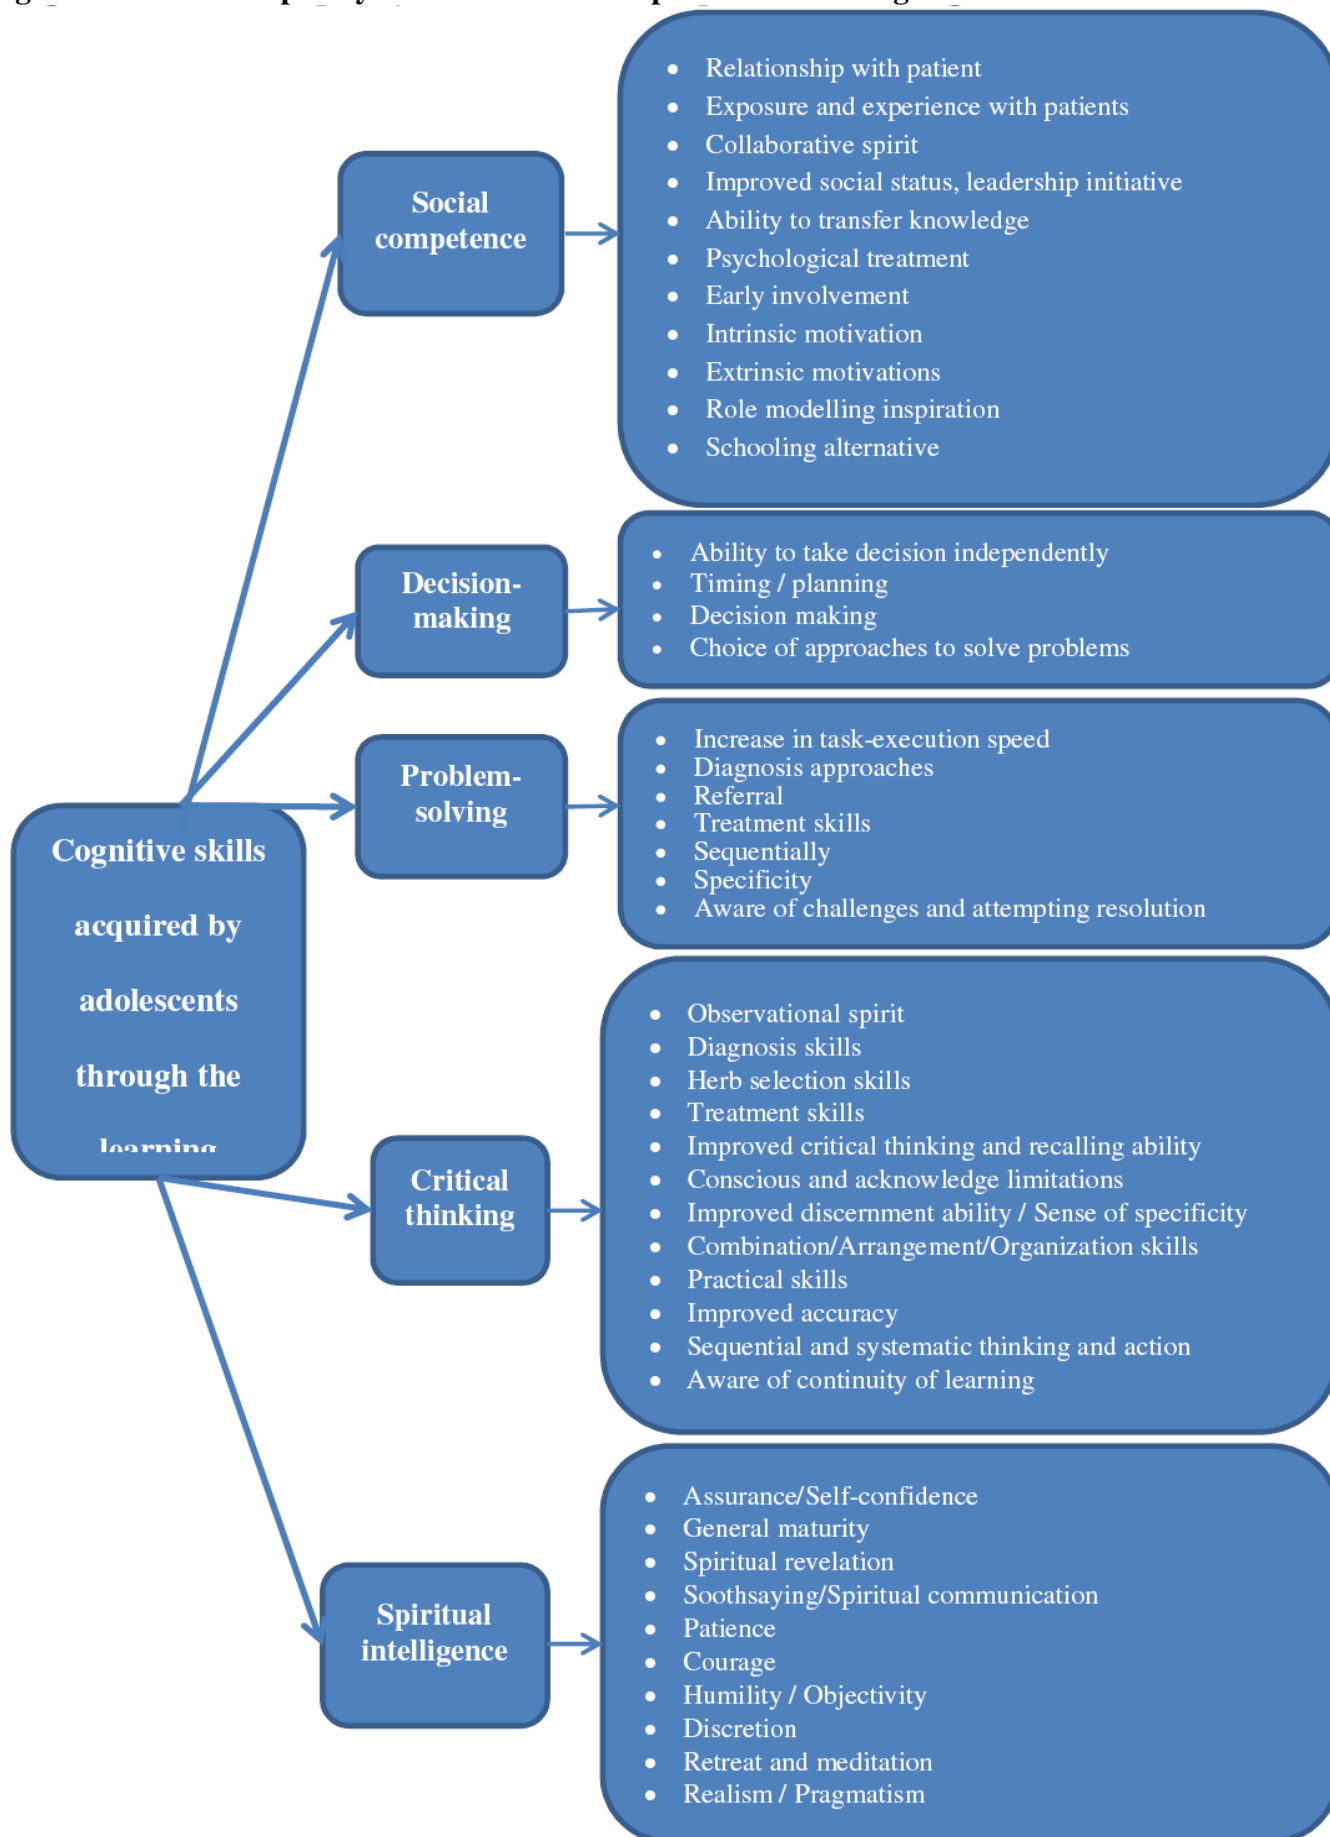 Social
competence
Relationship with patient
Exposure and experience with patients
Collaborative spirit
Improved social status, leadership initiative
Ability to transfer knowledge
Psychological treatment
Early involvement
Intrinsic motivation
Extrinsic motivations
Role modelling inspiration
Schooling alternative
Decision-
making
Ability to take decision independently
Timing / planning
Decision making
Choice of approaches to solve problems
Problem-
solving
Increase in task-execution speed
Diagnosis approaches
Referral
Treatment skills
Sequentially
Specificity
Aware of challenges and attempting resolution
Cognitive skills
acquired by
adolescents
through the
learning
Critical
thinking
Observational spirit
Diagnosis skills
Herb selection skills
Treatment skills
Improved critical thinking and recalling ability
Conscious and acknowledge limitations
Improved discernment ability / Sense of specificity
Combination/Arrangement/Organization skills
Practical skills
Improved accuracy
Sequential and systematic thinking and action
Aware of continuity of learning
Spiritual
intelligence
Assurance/Self-confidence
General maturity
Spiritual revelation
Soothsaying/Spiritual communication
Patience
Courage
Humility / Objectivity
Discretion
Retreat and meditation
Realism / Pragmatism